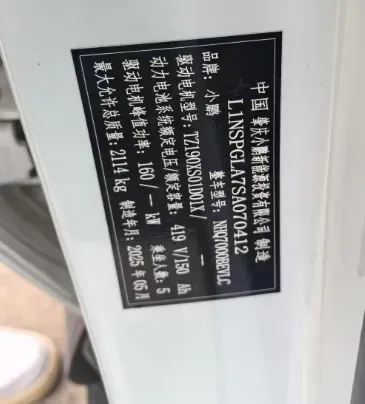 中国 肇庆小鹏新能源投资有限公司 制造
L1NSPGLA7SA070412
品牌：小鹏 整车型号：NHQ7000BEVLC
驱动电机型号：TZ190XS01D01X/ --
动力电池系统额定电压/额定容量：419 V/150 Ah
驱动电机峰值功率：160/-- kW 乘坐人数：5
最大允许总质量：2114 kg 制造年月：2025 年 05 月